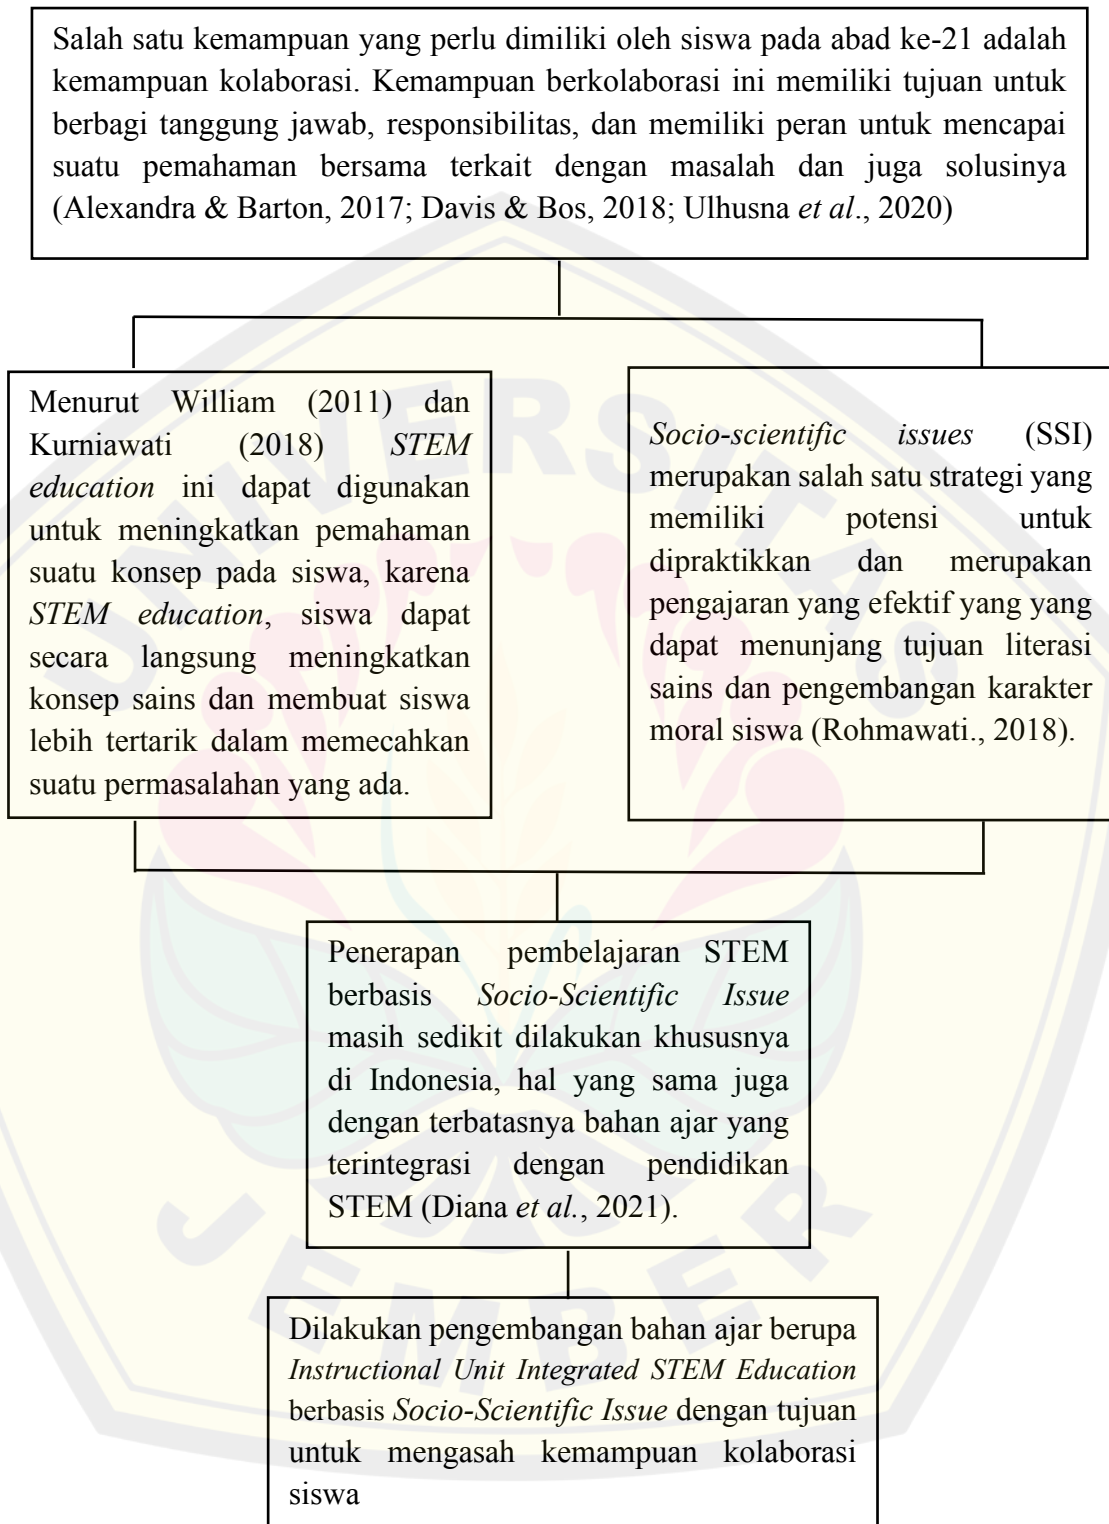 Salah satu kemampuan yang perlu dimiliki oleh siswa pada abad ke-21 adalah
kemampuan kolaborasi. Kemampuan berkolaborasi ini memiliki tujuan untuk
berbagi tanggung jawab, responsibilitas, dan memiliki peran untuk mencapai
suatu pemahaman bersama terkait dengan masalah dan juga solusinya
(Alexandra & Barton, 2017; Davis & Bos, 2018; Ulhusna et al., 2020)
Menurut William (2011) dan
Kurniawati (2018) STEM
education ini dapat digunakan
untuk meningkatkan pemahaman
suatu konsep pada siswa, karena
STEM education, siswa dapat
secara langsung meningkatkan
konsep sains dan membuat siswa
lebih tertarik dalam memecahkan
suatu permasalahan yang ada.
Socio-scientific issues (SSI)
merupakan salah satu strategi yang
memiliki potensi untuk
dipraktikkan dan merupakan
pengajaran yang efektif yang yang
dapat menunjang tujuan literasi
sains dan pengembangan karakter
moral siswa (Rohmawati., 2018).
Penerapan pembelajaran STEM
berbasis Socio-Scientific Issue
masih sedikit dilakukan khususnya
di Indonesia, hal yang sama juga
dengan terbatasnya bahan ajar yang
terintegrasi dengan pendidikan
STEM (Diana et al., 2021).
Dilakukan pengembangan bahan ajar berupa
Instructional Unit Integrated STEM Education
berbasis Socio-Scientific Issue dengan tujuan
untuk mengasah kemampuan kolaborasi
siswa
UNIVERSITAS
JEMBER